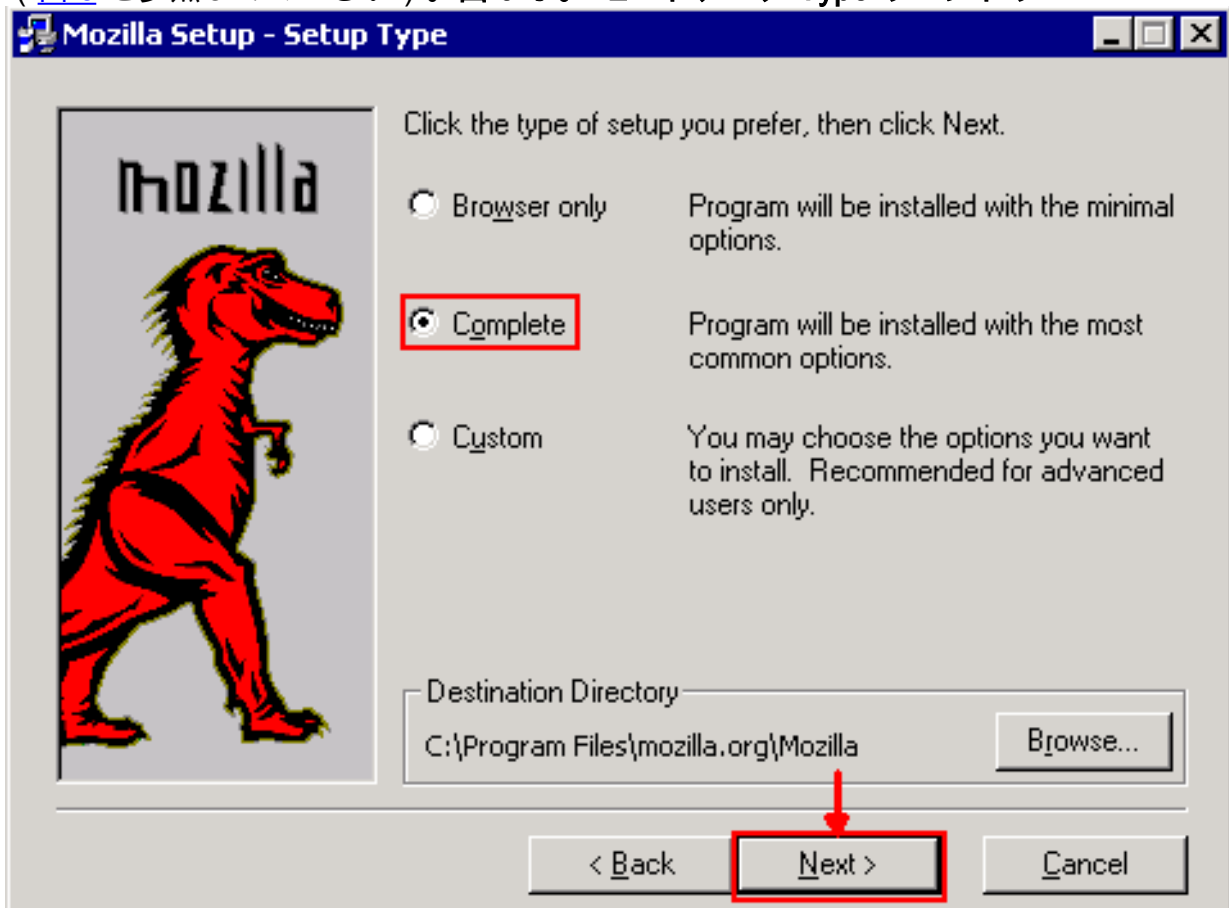 Mozilla Setup - Setup Type
mozilla
Click the type of setup you prefer, then click Next.
Browser only
Program will be installed with the minimal
options.
Complete
Program will be installed with the most
common options.
Custom
You may choose the options you want
to install. Recommended for advanced
users only.
Destination Directory
C:\Program Files\mozilla.org\Mozilla
Browse...
< Back
Next >
Cancel